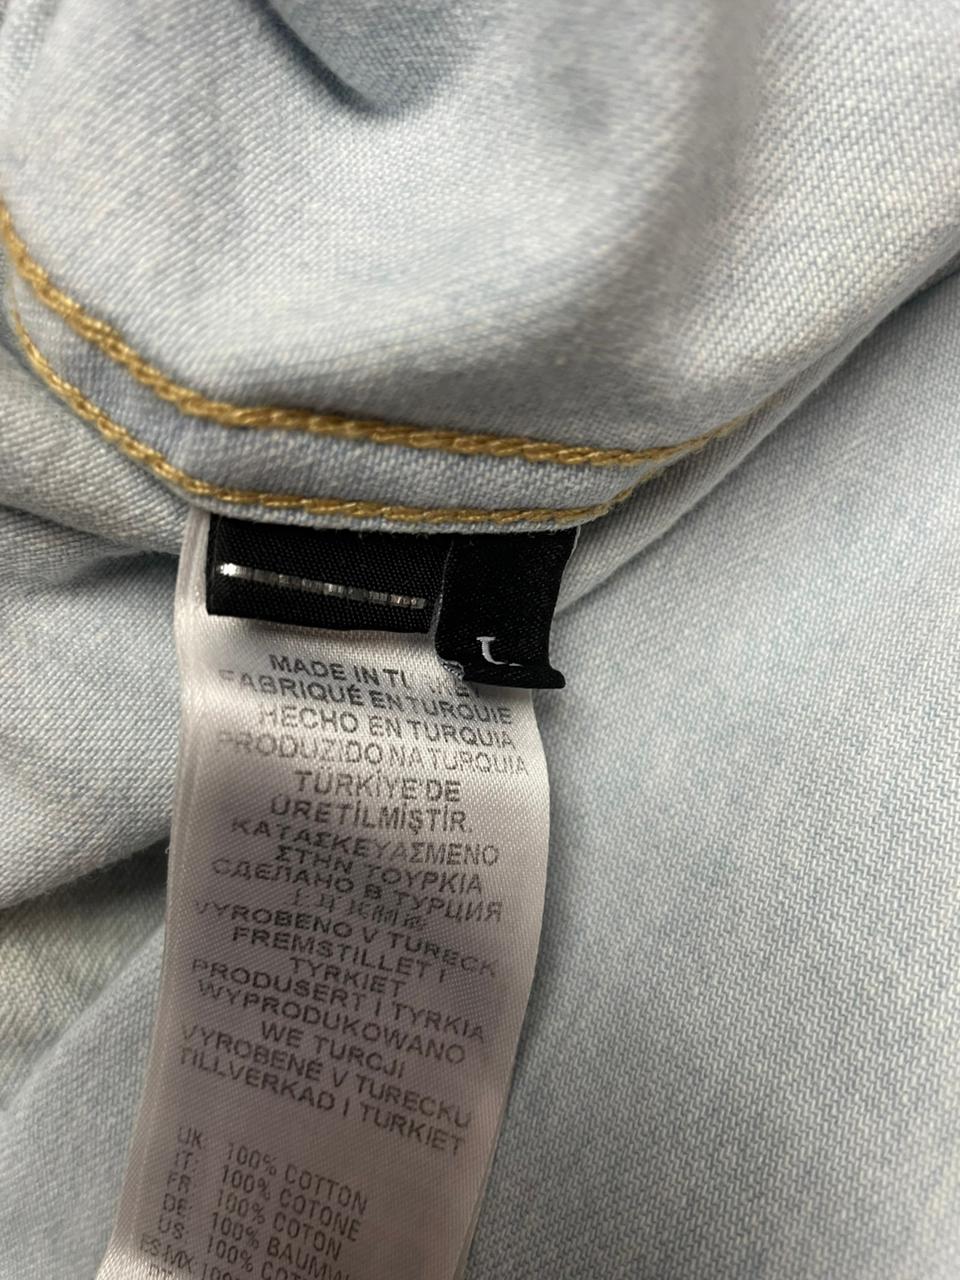 MADE IN
FABRIQUÉ EN TURQUIE
HECHO EN TURQUIA
PRODUZIDO NA TURQUIA
TÜRKİYE'DE
ÜRETİLMİŞTİR.
ΚΑΤΑΣΚΕΥΑΣΜΕΝΟ
ΣΤΗΝ ΤΟΥΡΚΙΑ
СДЕЛАНО В ТУРЦИЯ
VYROBENO V TURECK
FREMSTILLET I
TYRKIET
PRODUSERT I TYRKIA
WYPRODUKOWANO
WE TURCJI
VYROBENÉ V TURECKU
TILLVERKAD I TURKIET
UK: 100% COTTON
IT: 100% COTONE
FR: 100% COTON
DE: 100%
US: 100%
ES-MX: